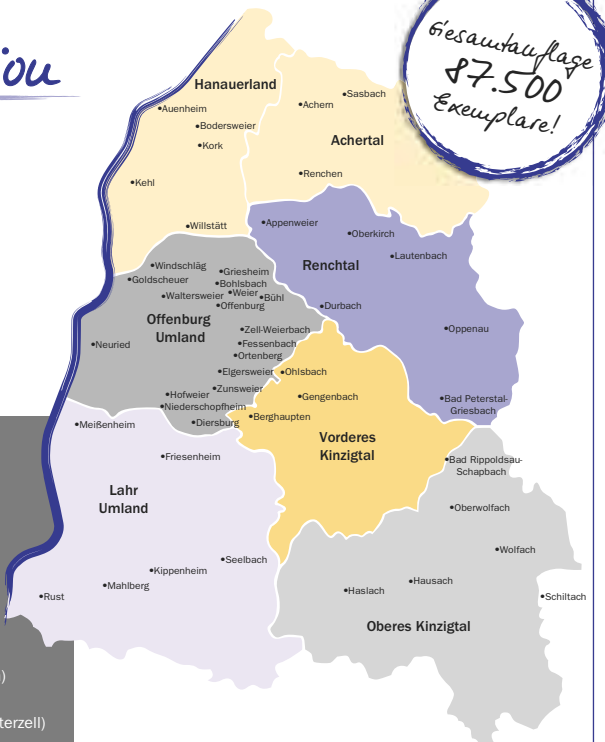 Gesamtauflage
87.500
Exemplare!
Hanauerland
•Sasbach
•Achern
•Auenheim
•Bodersweier
Achertal
•Kork
•Renchen
•Kehl
•Appenweier
•Willstätt
•Oberkirch
•Lautenbach
Renchtal
•Windschläg
•Griesheim
•Goldscheuer
•Bohlsbach
•Weier
•Waltersweier
•Bühl
•Offenburg
•Durbach
Offenburg
Umland
•Zell-Weierbach
•Oppenau
•Neuried
•Fessenbach
•Ortenberg
•Elgersweier
•Ohlsbach
•Zunsweier
•Hofweier
•Gengenbach
•Bad Peterstal-
Griesbach
•Niederschopfheim
•Berghaupten
•Diersburg
•Meißenheim
Vorderes
Kinzigtal
•Friesenheim
•Bad Rippoldsau-
Schapbach
Lahr
Umland
•Oberwolfach
•Wolfach
•Seelbach
•Kippenheim
•Hausach
•Mahlberg
•Haslach
•Rust
•Schiltach
Oberes Kinzigtal
terzell)